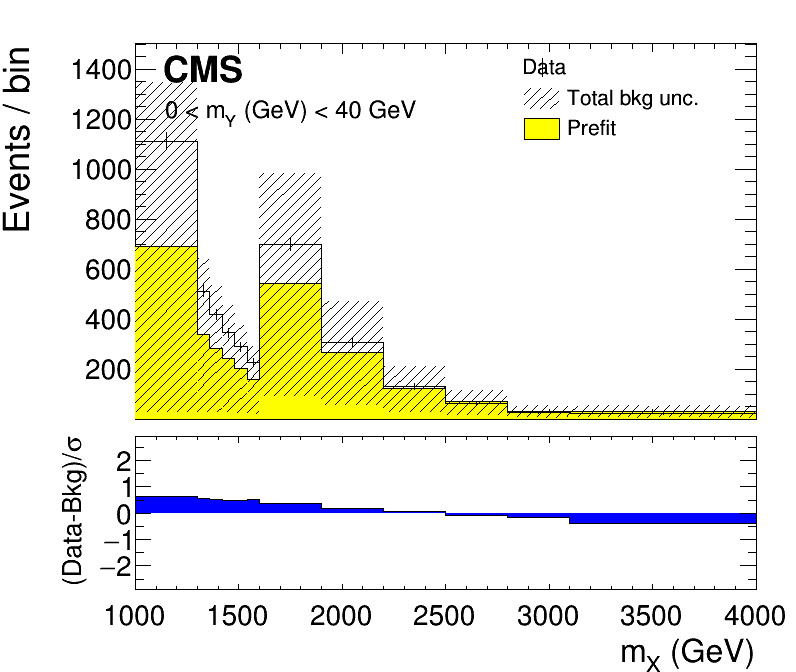 CMS
0 < mY (GeV) < 40 GeV
Data
Total bkg unc.
Prefit
Events / bin
1400
1200
1000
800
600
400
200
(Data-Bkg)/σ
2
1
0
−1
−2
1000 1500 2000 2500 3000 3500 4000
mX (GeV)